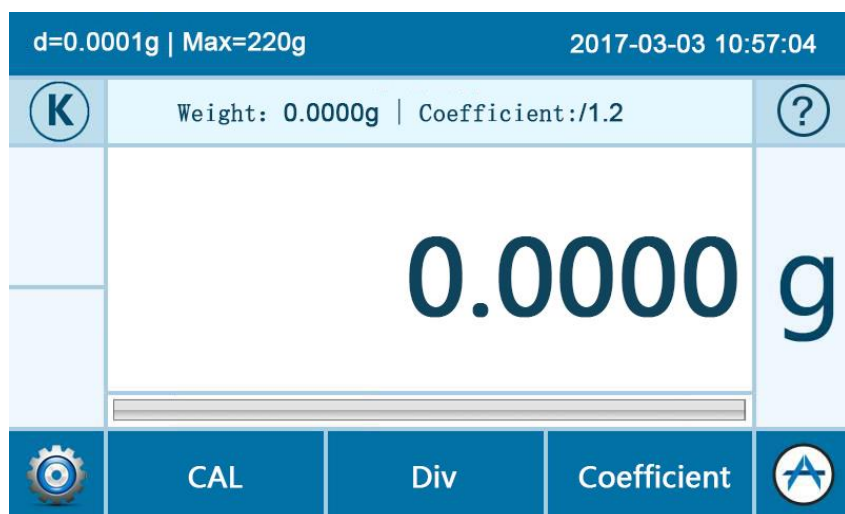 d=0.0001g | Max=220g 2017-03-03 10:57:04
K Weight: 0.0000g | Coefficient:/1.2 ?
0.0000 g
CAL Div Coefficient